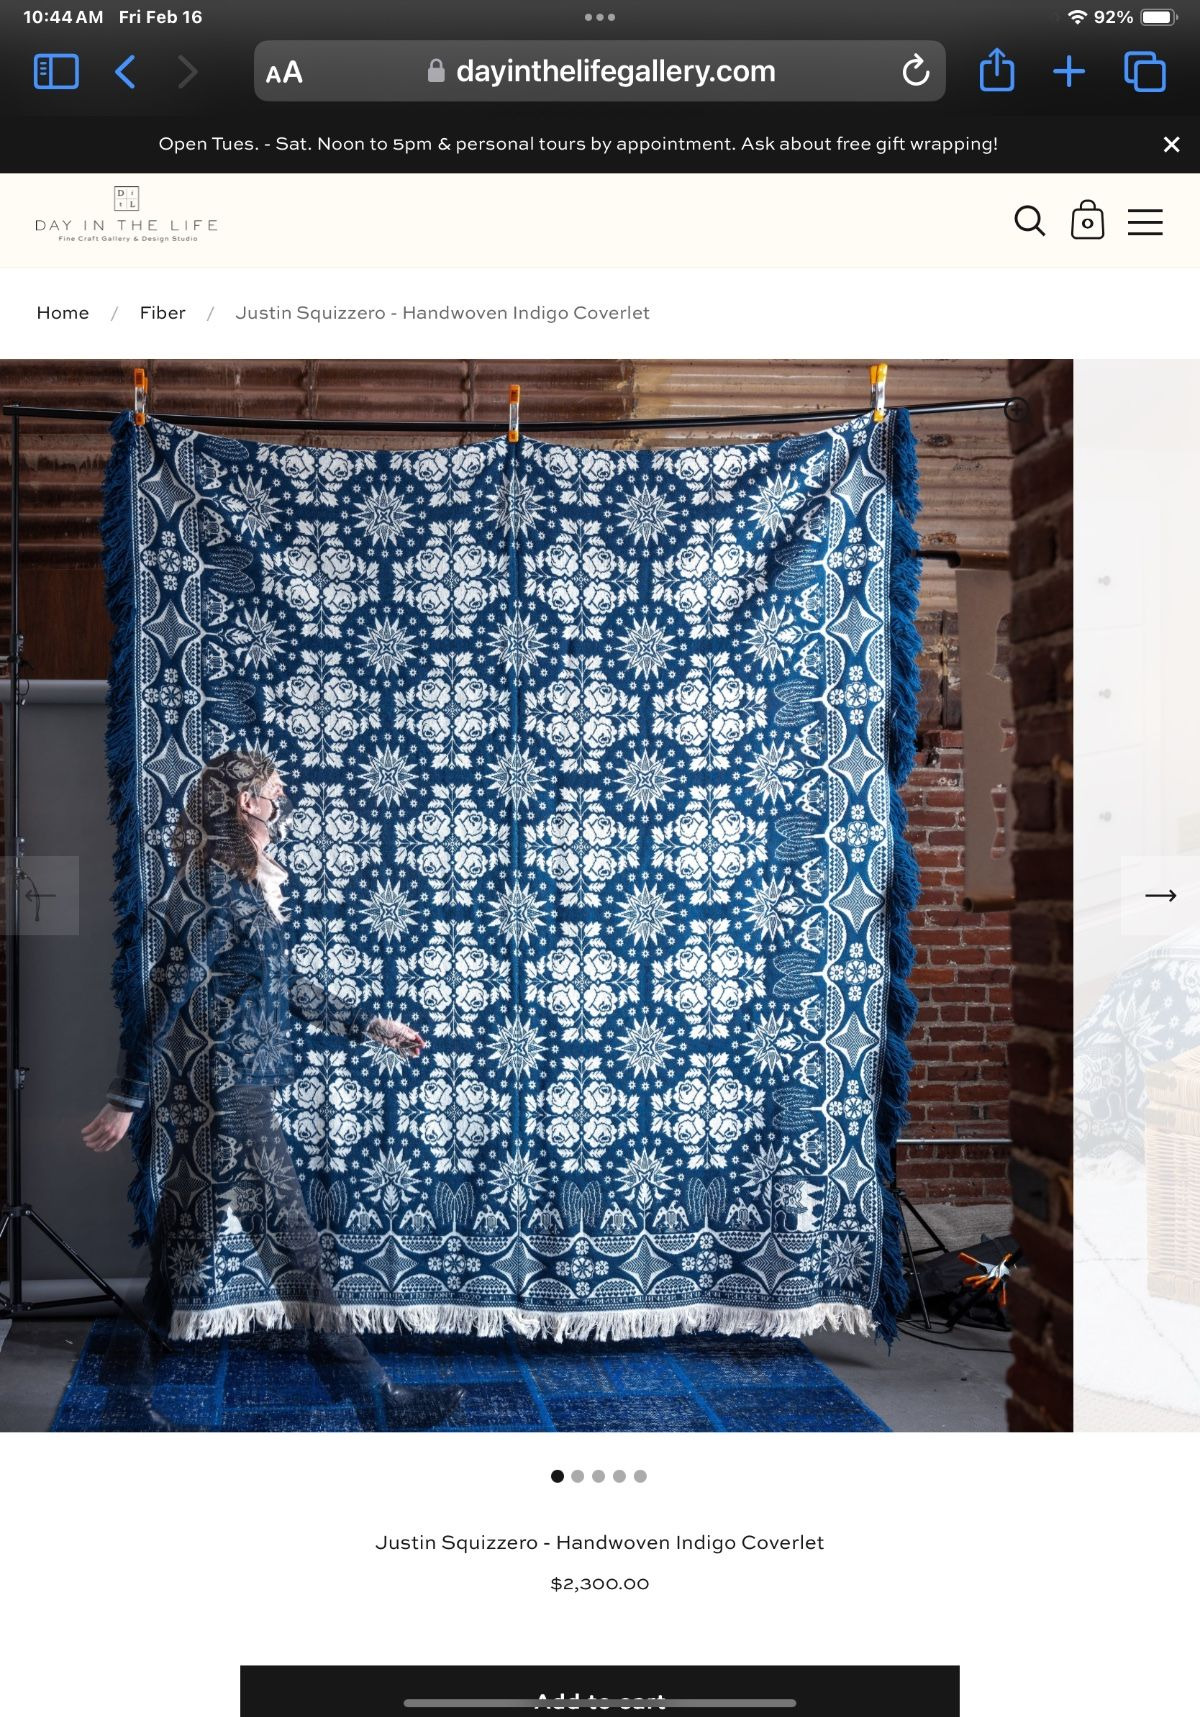 10:44 AM Fri Feb 16
92%
AA
dayinthelifegallery.com
Open Tues. - Sat. Noon to 5pm & personal tours by appointment. Ask about free gift wrapping!
D i
t L
DAY IN THE LIFE
Fine Craft Gallery & Design Studio
0
Home / Fiber / Justin Squizzero - Handwoven Indigo Coverlet
Justin Squizzero - Handwoven Indigo Coverlet
$2,300.00
Add to cart